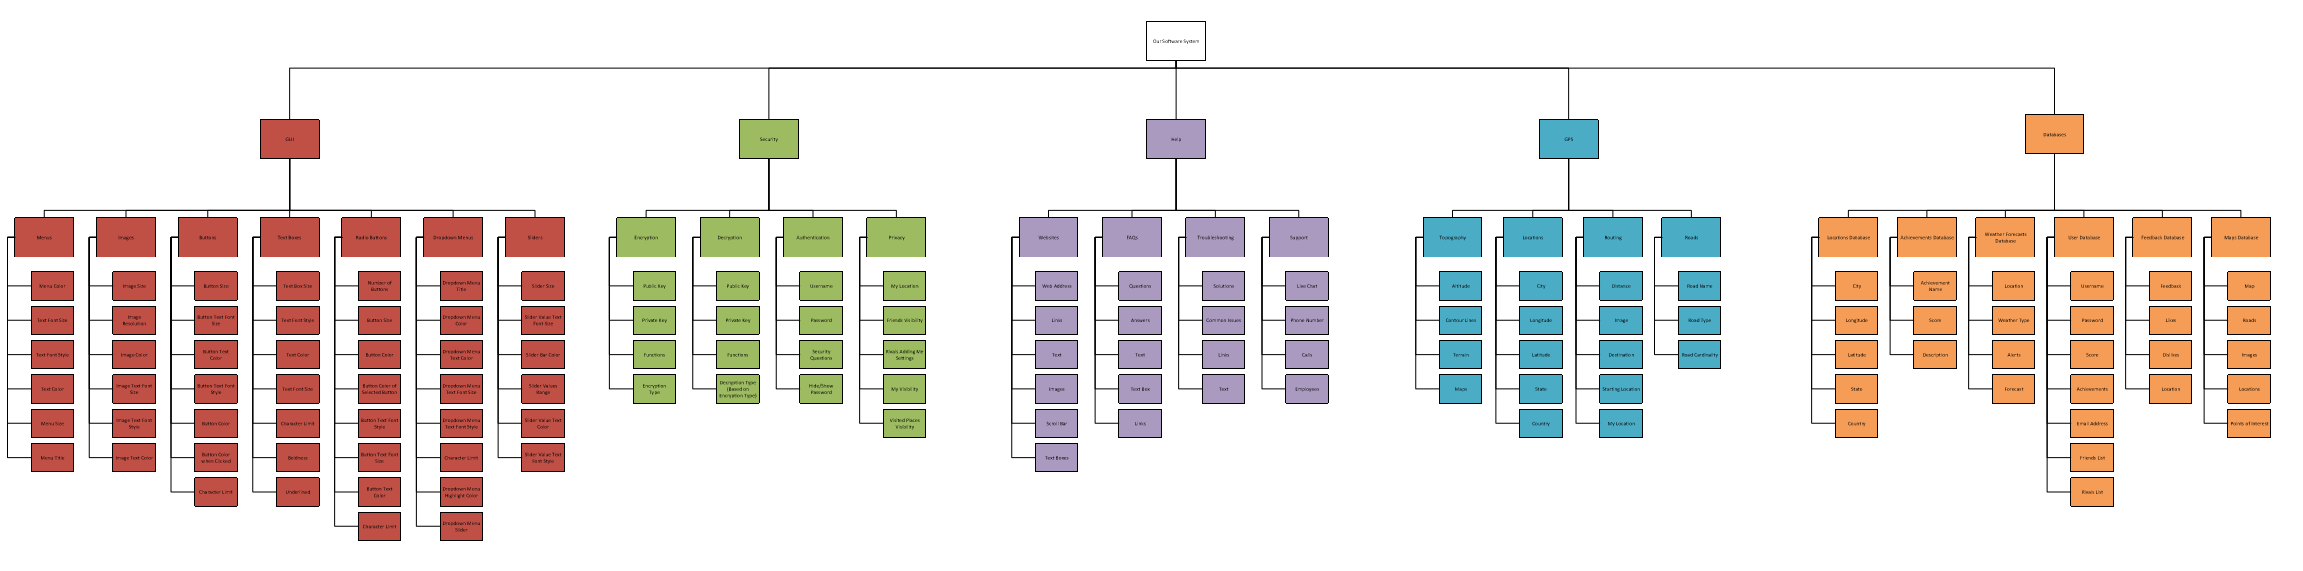 Our Software System
GUI
Security
Help
GPS
Databases
Menus
Images
Buttons
Text Boxes
Radio Buttons
Dropdown Menus
Sliders
Encryption
Decryption
Authentication
Privacy
Websites
FAQs
Troubleshooting
Support
Topography
Locations
Routing
Roads
Locations Database
Achievements Database
Weather Forecasts
Database
User Database
Feedback Database
Maps Database
Menu Color
Text Font Size
Text Font Style
Text Color
Menu Size
Menu Title
Image Size
Image
Resolution
Image Color
Image Text Font
Size
Image Text Font
Style
Image Text Color
Button Size
Button Text Font
Size
Button Text
Color
Button Text Font
Style
Button Color
Button Color
when Clicked
Character Limit
Text Box Size
Text Font Style
Text Color
Text Font Size
Character Limit
Boldness
Underlined
Number of
Buttons
Button Size
Button Color
Button Color of
Selected Button
Button Text Font
Style
Button Text Font
Size
Button Text
Color
Character Limit
Dropdown Menu
Title
Dropdown Menu
Color
Dropdown Menu
Text Color
Dropdown Menu
Text Font Size
Dropdown Menu
Text Font Style
Character Limit
Dropdown Menu
Highlight Color
Dropdown Menu
Slider
Slider Size
Slider Value Text
Font Size
Slider Bar Color
Slider Values
Range
Slider Value Text
Color
Slider Value Text
Font Style
Public Key
Private Key
Functions
Encryption
Type
Public Key
Private Key
Functions
Decryption Type
(Based on
Encryption Type)
Username
Password
Security
Questions
Hide/Show
Password
My Location
Friends Visibility
Rivals Adding Me
Settings
My Visibility
Visited Places
Visibility
Web Address
Links
Text
Images
Scroll Bar
Text Boxes
Questions
Answers
Text
Text Box
Links
Solutions
Common Issues
Links
Text
Live Chat
Phone Number
Calls
Employees
Altitude
Contour Lines
Terrain
Maps
City
Longitude
Latitude
State
Country
Distance
Image
Destination
Starting Location
My Location
Road Name
Road Type
Road Cardinality
City
Longitude
Latitude
State
Country
Achievement
Name
Score
Description
Location
Weather Type
Alerts
Forecast
Username
Password
Score
Achievements
Email Address
Friends List
Rivals List
Feedback
Likes
Dislikes
Location
Map
Roads
Images
Locations
Points of Interest